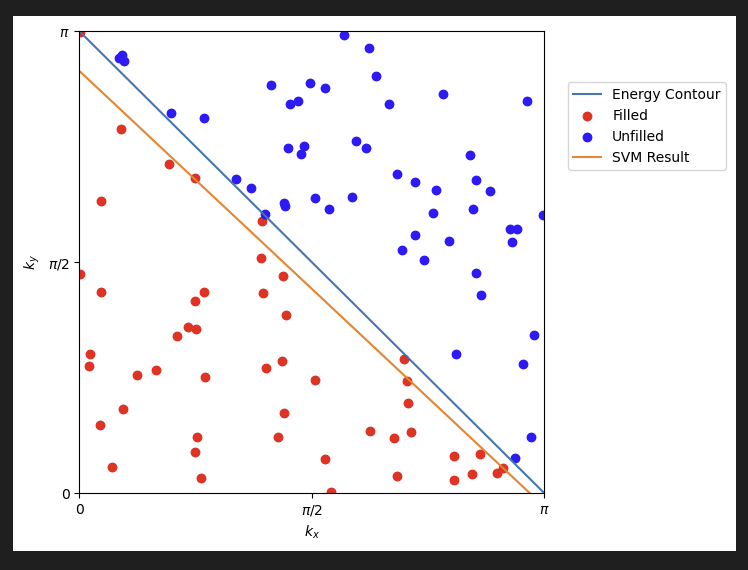 π
π/2
0
k_y
0
π/2
π
k_x
Energy Contour
Filled
Unfilled
SVM Result